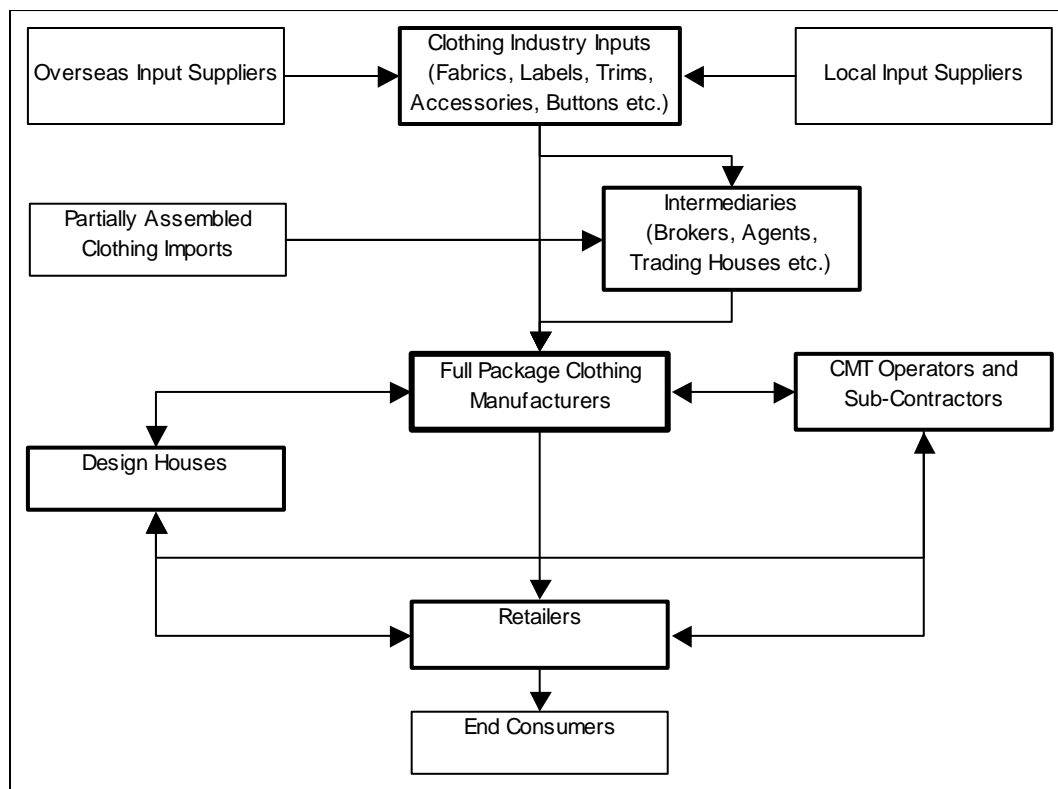 Overseas Input Suppliers
Clothing Industry Inputs
(Fabrics, Labels, Trims,
Accessories, Buttons etc.)
Local Input Suppliers
Partially Assembled
Clothing Imports
Intermediaries
(Brokers, Agents,
Trading Houses etc.)
Full Package Clothing
Manufacturers
CMT Operators and
Sub-Contractors
Design Houses
Retailers
End Consumers